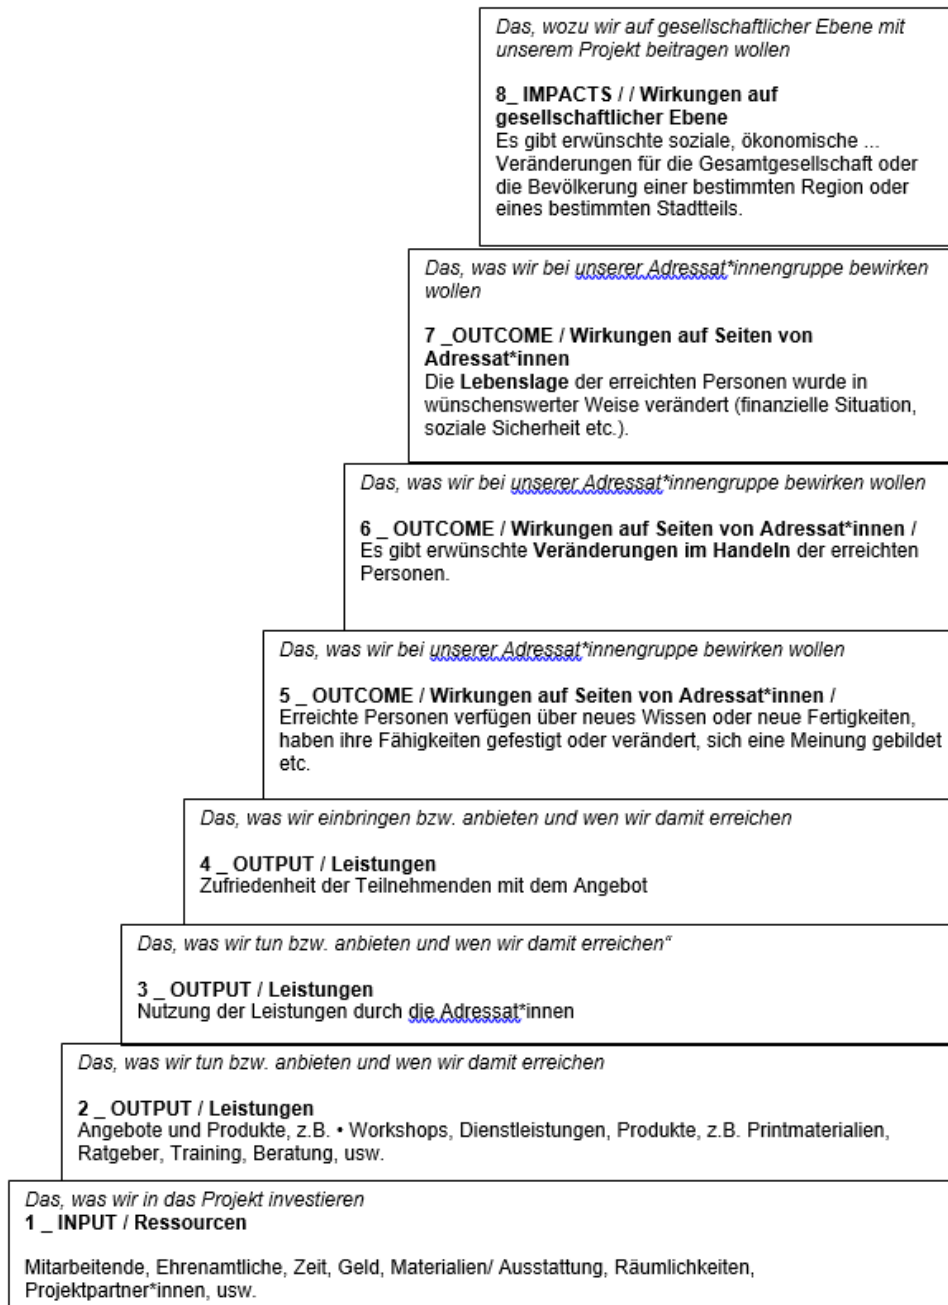 Das, wozu wir auf gesellschaftlicher Ebene mit
unserem Projekt beitragen wollen
8_ IMPACTS / / Wirkungen auf
gesellschaftlicher Ebene
Es gibt erwünschte soziale, ökonomische ...
Veränderungen für die Gesamtgesellschaft oder
die Bevölkerung einer bestimmten Region oder
eines bestimmten Stadtteils.
Das, was wir bei unserer Adressat*innengruppe bewirken
wollen
7 _OUTCOME / Wirkungen auf Seiten von
Adressat*innen
Die Lebenslage der erreichten Personen wurde in
wünschenswerter Weise verändert (finanzielle Situation,
soziale Sicherheit etc.).
Das, was wir bei unserer Adressat*innengruppe bewirken wollen
6 _ OUTCOME / Wirkungen auf Seiten von Adressat*innen /
Es gibt erwünschte Veränderungen im Handeln der erreichten
Personen.
Das, was wir bei unserer Adressat*innengruppe bewirken wollen
5 _ OUTCOME / Wirkungen auf Seiten von Adressat*innen /
Erreichte Personen verfügen über neues Wissen oder neue Fertigkeiten,
haben ihre Fähigkeiten gefestigt oder verändert, sich eine Meinung gebildet
etc.
Das, was wir einbringen bzw. anbieten und wen wir damit erreichen
4 _ OUTPUT / Leistungen
Zufriedenheit der Teilnehmenden mit dem Angebot
Das, was wir tun bzw. anbieten und wen wir damit erreichen“
3 _ OUTPUT / Leistungen
Nutzung der Leistungen durch die Adressat*innen
Das, was wir tun bzw. anbieten und wen wir damit erreichen
2 _ OUTPUT / Leistungen
Angebote und Produkte, z.B. • Workshops, Dienstleistungen, Produkte, z.B. Printmaterialien,
Ratgeber, Training, Beratung, usw.
Das, was wir in das Projekt investieren
1 _ INPUT / Ressourcen
Mitarbeitende, Ehrenamtliche, Zeit, Geld, Materialien/ Ausstattung, Räumlichkeiten,
Projektpartner*innen, usw.